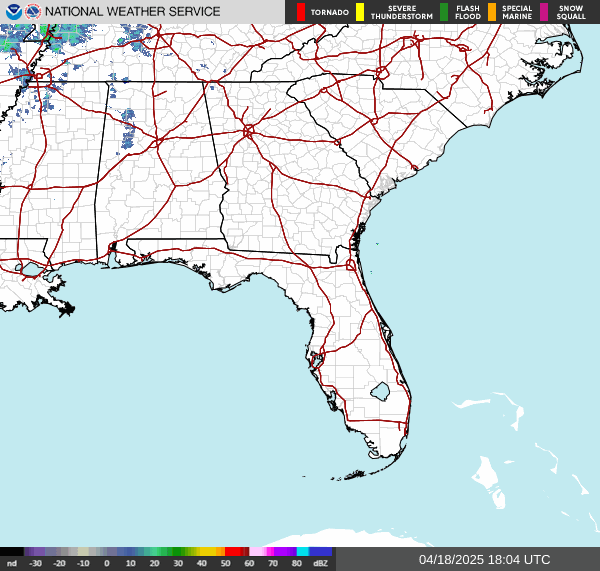 NATIONAL WEATHER SERVICE
TORNADO
SEVERE
THUNDERSTORM
FLASH
FLOOD
SPECIAL
MARINE
SNOW
SQUALL
nd -30 -20 -10 0 10 20 30 40 50 60 70 80 dBZ
04/18/2025 18:04 UTC